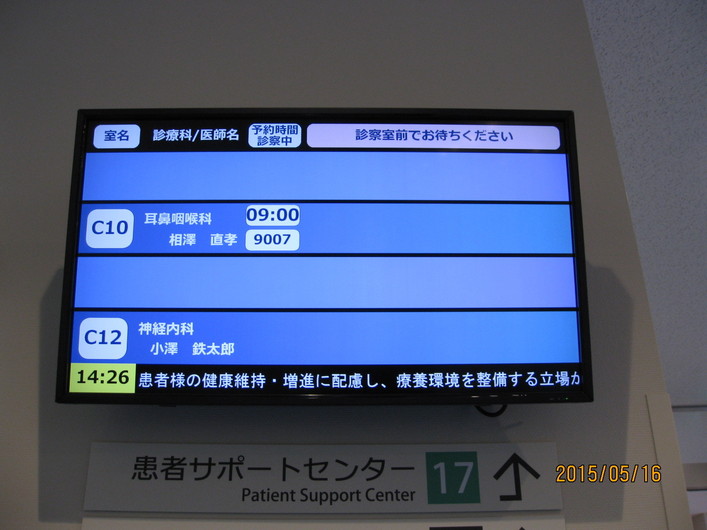 室名 診療科/医師名 予約時間 診察室前でお待ちください
診察中
C10 耳鼻咽喉科 09:00
相澤 直孝 9007
C12 神経内科
小澤 鉄太郎
14:26 患者様の健康維持・増進に配慮し、療養環境を整備する立場か
患者サポートセンター 17
Patient Support Center
2015/05/16